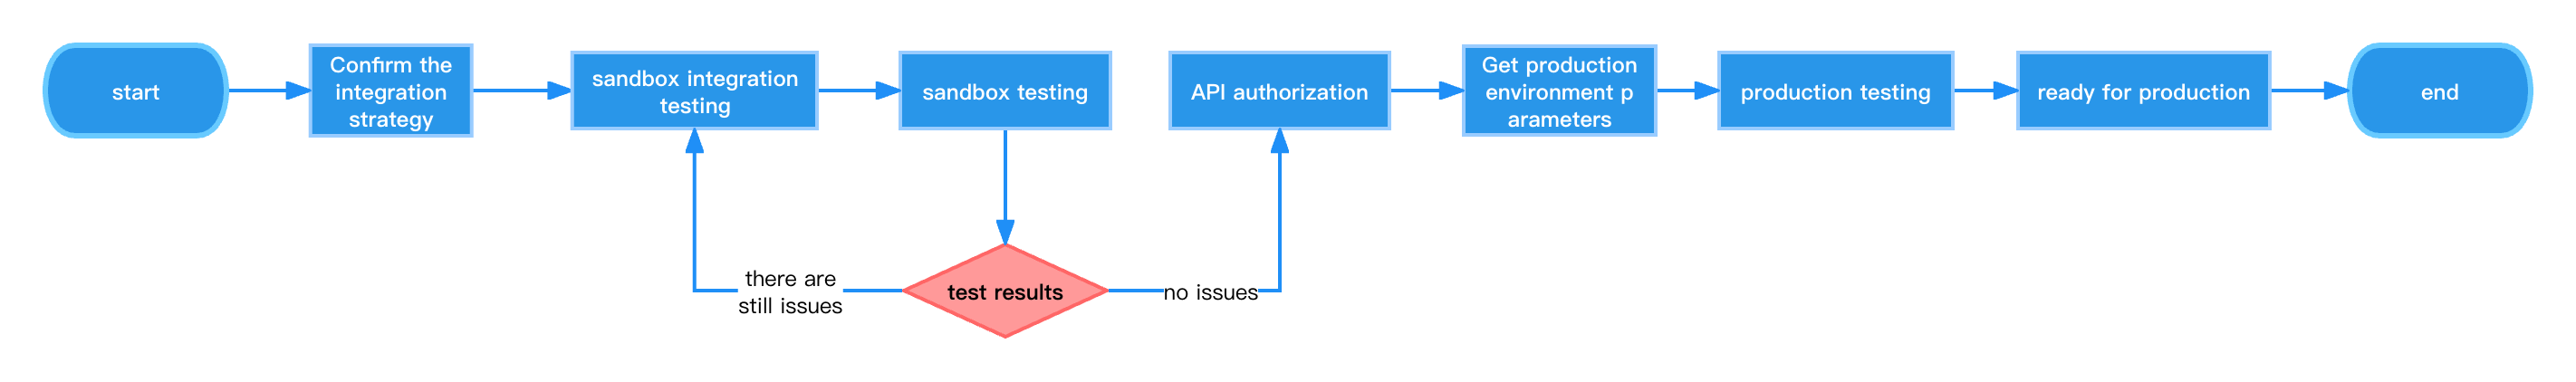 start
Confirm the
integration
strategy
sandbox integration
testing
sandbox testing
API authorization
Get production
environment p
arameters
production testing
ready for production
end
there are
still issues
test results
no issues